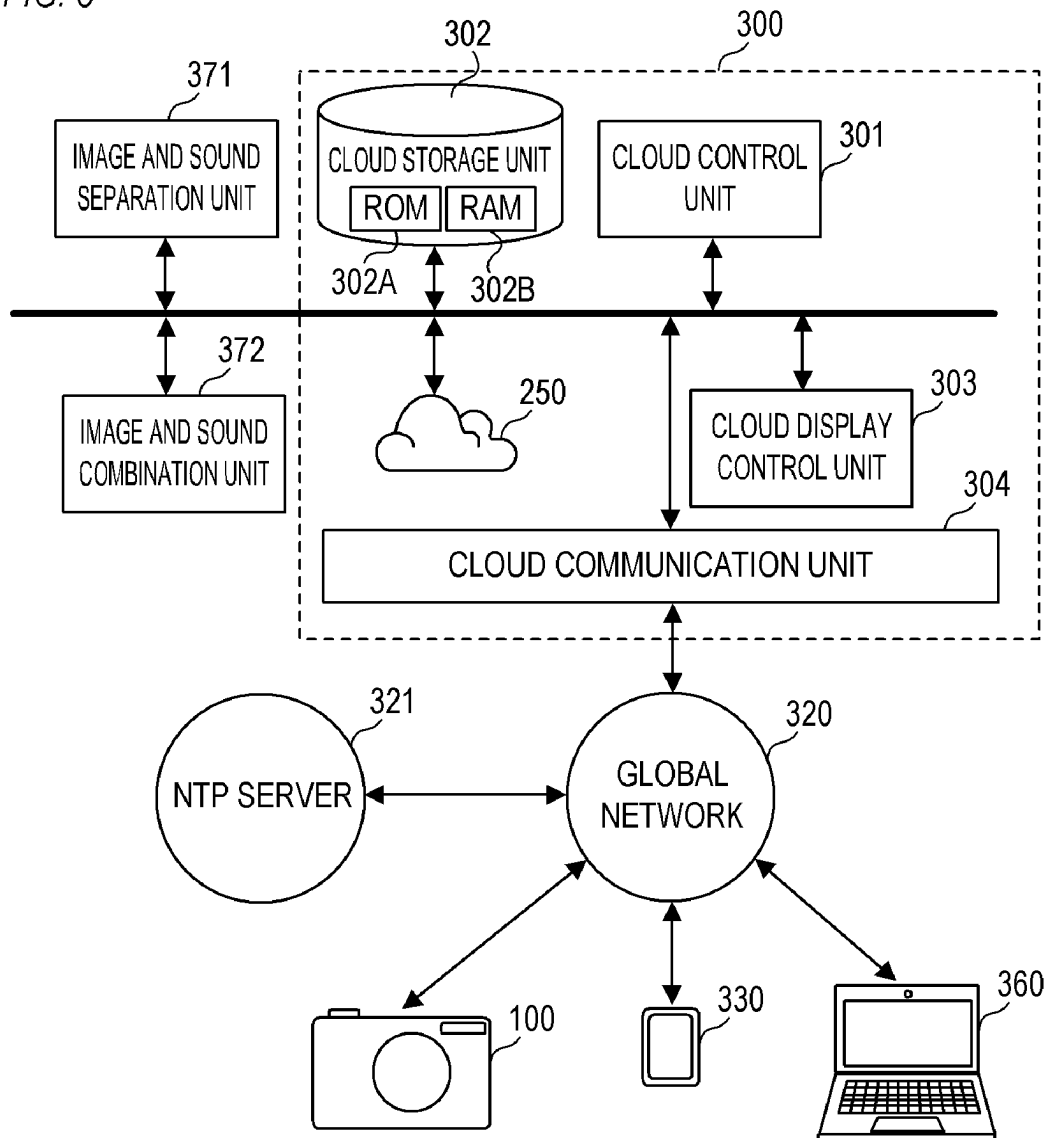 300
302
371
IMAGE AND SOUND
SEPARATION UNIT
CLOUD STORAGE UNIT
ROM
RAM
302A
302B
CLOUD CONTROL
UNIT
301
372
IMAGE AND SOUND
COMBINATION UNIT
250
303
CLOUD DISPLAY
CONTROL UNIT
304
CLOUD COMMUNICATION UNIT
321
NTP SERVER
320
GLOBAL
NETWORK
100
330
360